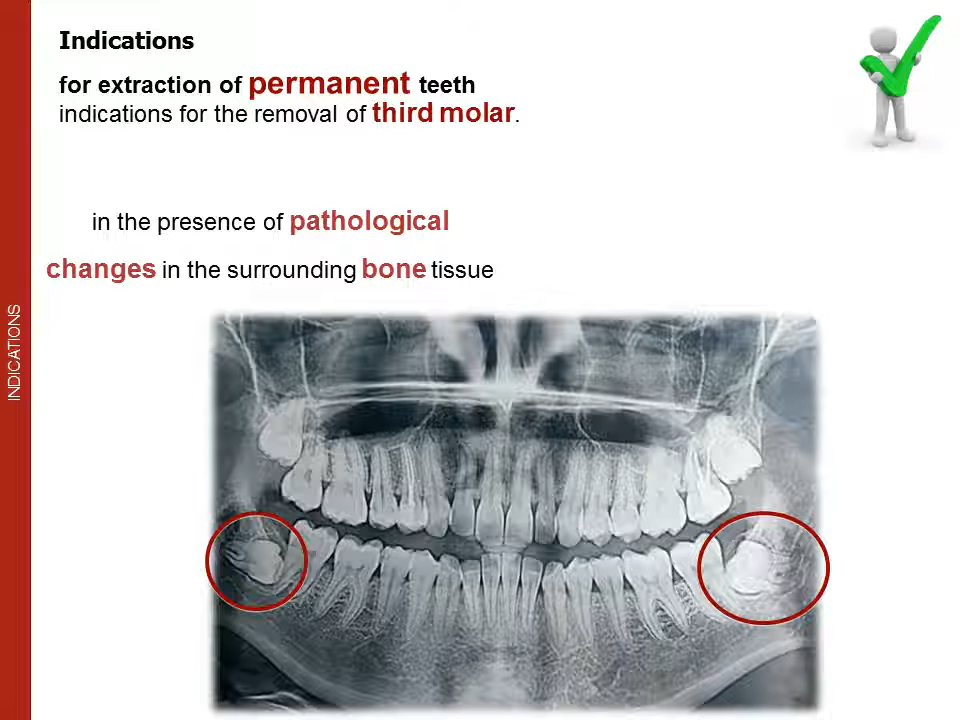 Indications
for extraction of permanent teeth
indications for the removal of third molar.
in the presence of pathological
changes in the surrounding bone tissue
INDICATIONS